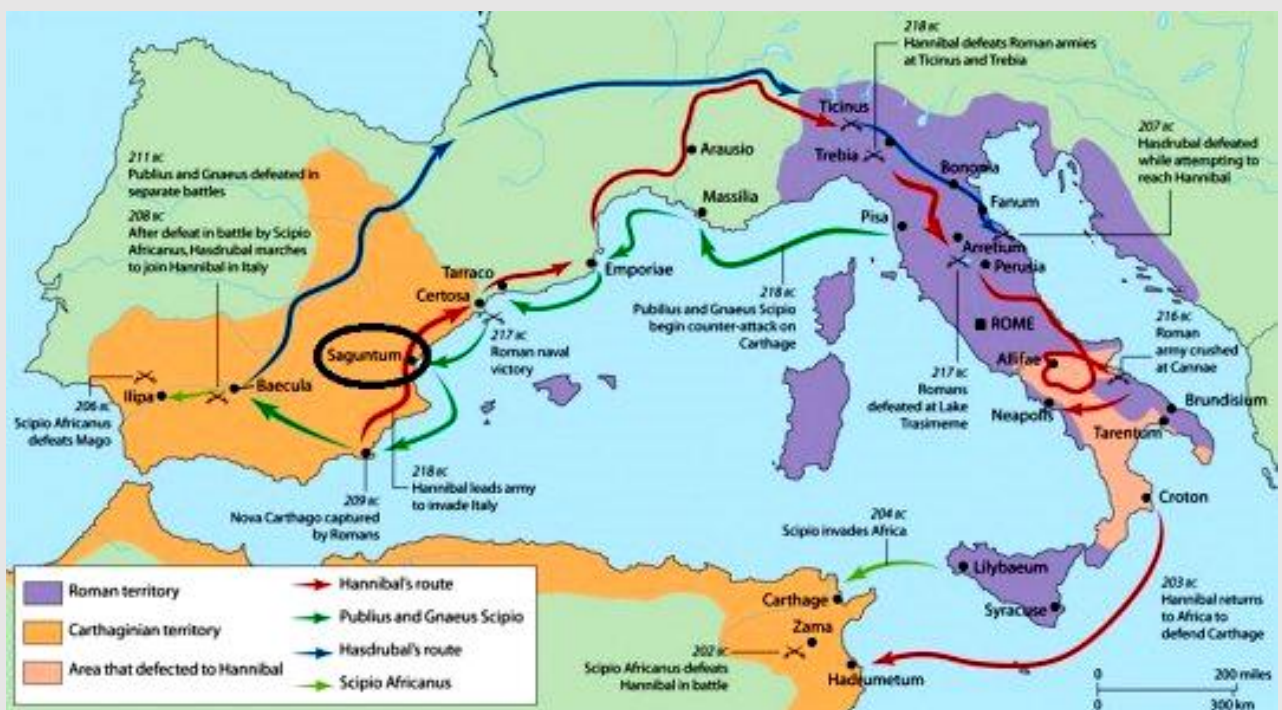 218 BC
Hannibal defeats Roman armies
at Ticinus and Trebia
Ticinus
Trebia
207 BC
Hasdrubal defeated
while attempting to
reach Hannibal
Arausio
Bononia
Fanum
211 BC
Publius and Gnaeus defeated in
separate battles
208 BC
After defeat in battle by Scipio
Africanus, Hasdrubal marches
to join Hannibal in Italy
Massilia
Pisa
Arretium
Perusia
Tarraco
Certosa
Emporiae
218 BC
Publius and Gnaeus Scipio
begin counter-attack on
Carthage
ROME
216 BC
Roman
army crushed
at Cannae
217 BC
Roman naval
victory
Saguntum
Allifae
Baecula
Ilipa
217 BC
Romans
defeated at Lake
Trasimeme
Neapolis
Brundisium
Tarentum
206 BC
Scipio Africanus
defeats Mago
218 BC
Hannibal leads army
to invade Italy
209 BC
Nova Carthago captured
by Romans
Croton
204 BC
Scipio invades Africa
Lilybaeum
Syracuse
203 BC
Hannibal returns
to Africa to
defend Carthage
Carthage
Zama
202 BC
Scipio Africanus defeats
Hannibal in battle
Hadrumetum
Roman territory
Carthaginian territory
Area that defected to Hannibal
Hannibal's route
Publius and Gnaeus Scipio
Hasdrubal's route
Scipio Africanus
0 200 miles
0 300 km